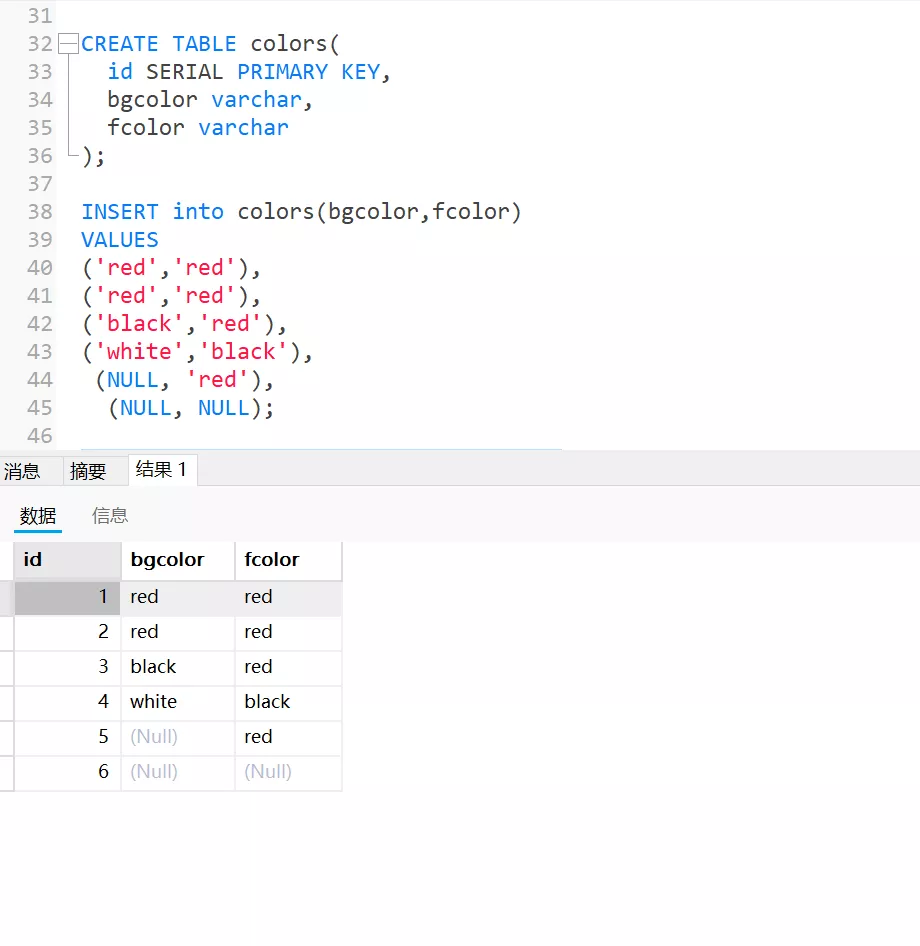 31
32 CREATE TABLE colors(
33   id SERIAL PRIMARY KEY,
34   bgcolor varchar,
35   fcolor varchar
36 );
37
38 INSERT into colors(bgcolor,fcolor)
39 VALUES
40 ('red','red'),
41 ('red','red'),
42 ('black','red'),
43 ('white','black'),
44  (NULL, 'red'),
45   (NULL, NULL);
46
消息 摘要 结果 1
数据 信息
id bgcolor fcolor
1 red red
2 red red
3 black red
4 white black
5 (Null) red
6 (Null) (Null)